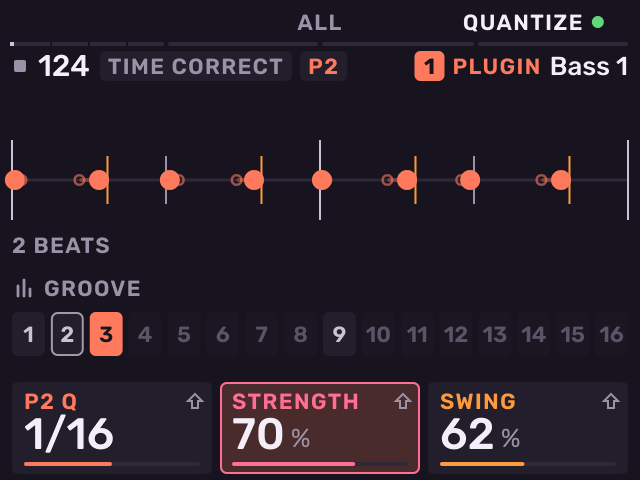 ALL QUANTIZE
124 TIME CORRECT P2 1 PLUGIN Bass 1
2 BEATS
GROOVE
1 2 3 4 5 6 7 8 9 10 11 12 13 14 15 16
P2 Q STRENGTH SWING
1/16 70 % 62 %